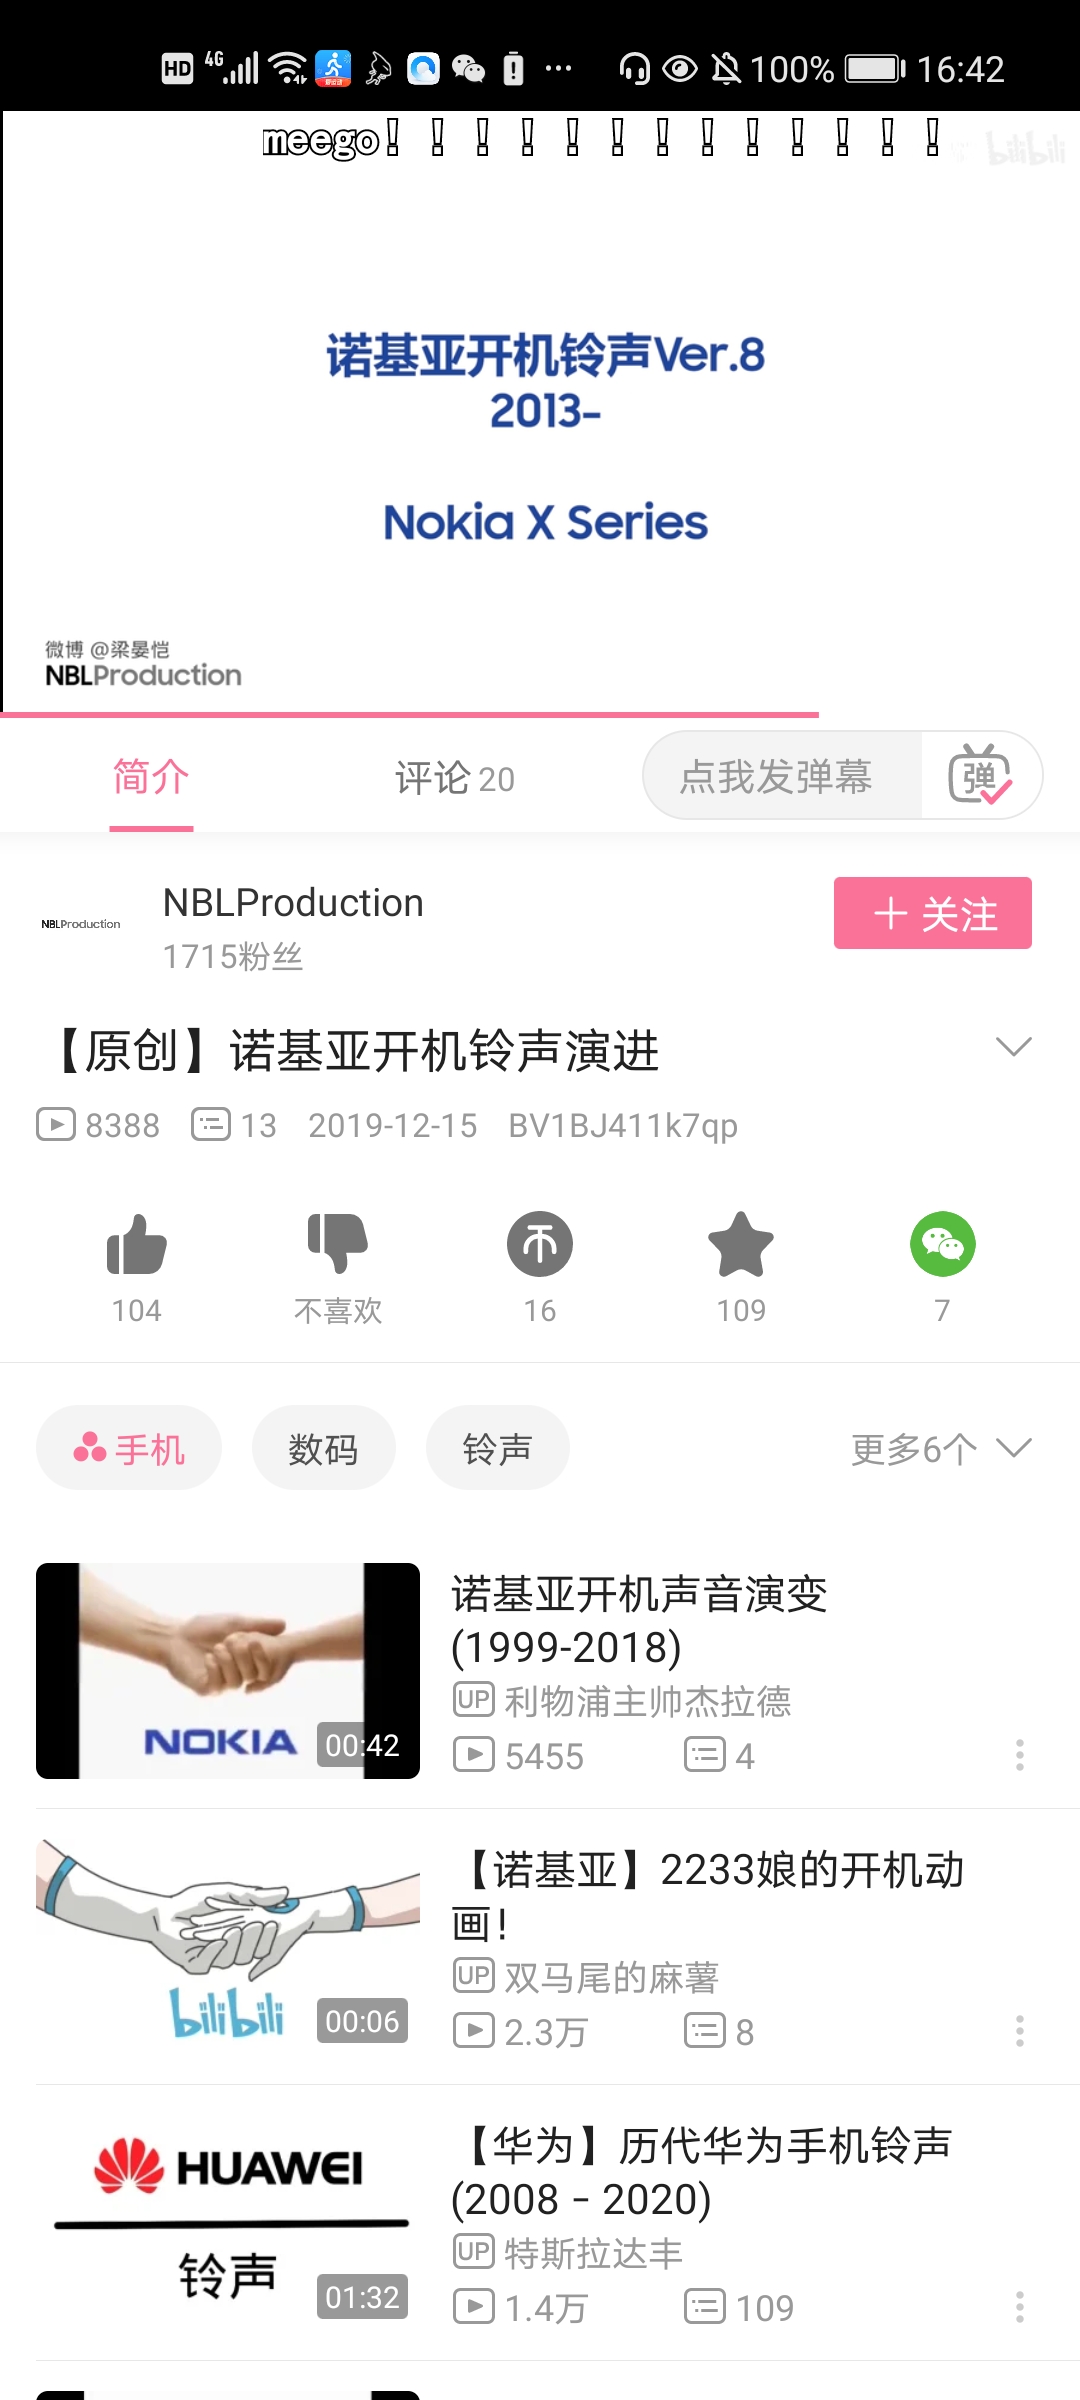 HD 4G 100% 16:42
meego！！！！！！！！！！！！！
bilibili
诺基亚开机铃声Ver.8
2013-
Nokia X Series
微博 @梁晏恺
NBLProduction
简介 评论 20 点我发弹幕 弹
NBLProduction
NBLProduction
1715粉丝
+ 关注
【原创】诺基亚开机铃声演进
8388 13 2019-12-15 BV1BJ411k7qp
104 不喜欢 16 109 7
手机 数码 铃声 更多6个
诺基亚开机声音演变
(1999-2018)
UP 利物浦主帅杰拉德
5455 4
NOKIA 00:42
【诺基亚】2233娘的开机动
画！
UP 双马尾的麻薯
2.3万 8
bilibili 00:06
【华为】历代华为手机铃声
(2008 - 2020)
UP 特斯拉达丰
1.4万 109
HUAWEI
铃声 01:32